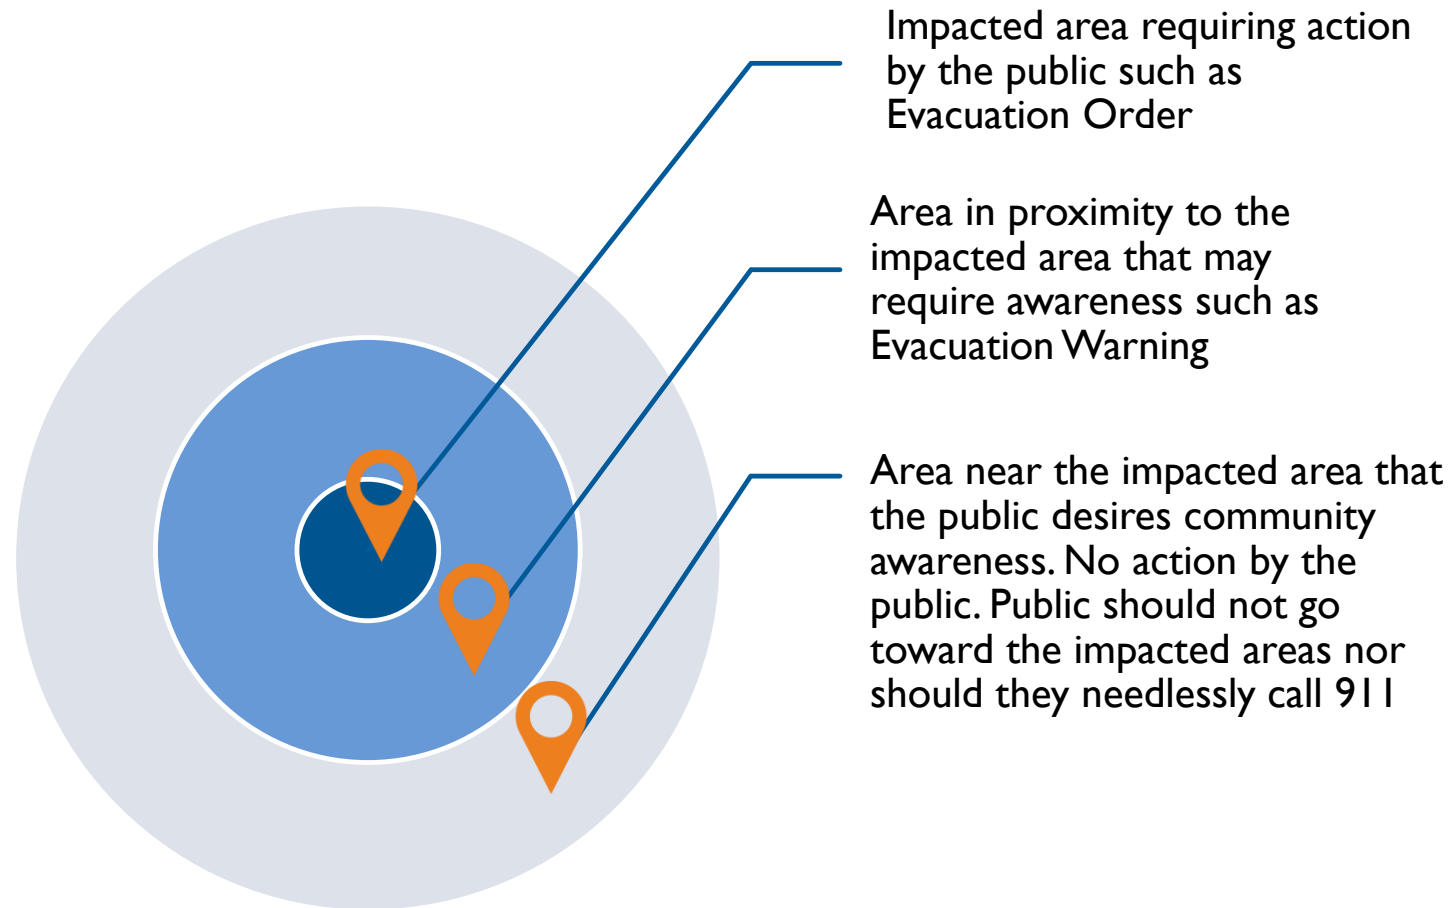 Impacted area requiring action
by the public such as
Evacuation Order
Area in proximity to the
impacted area that may
require awareness such as
Evacuation Warning
Area near the impacted area that
the public desires community
awareness. No action by the
public. Public should not go
toward the impacted areas nor
should they needlessly call 911